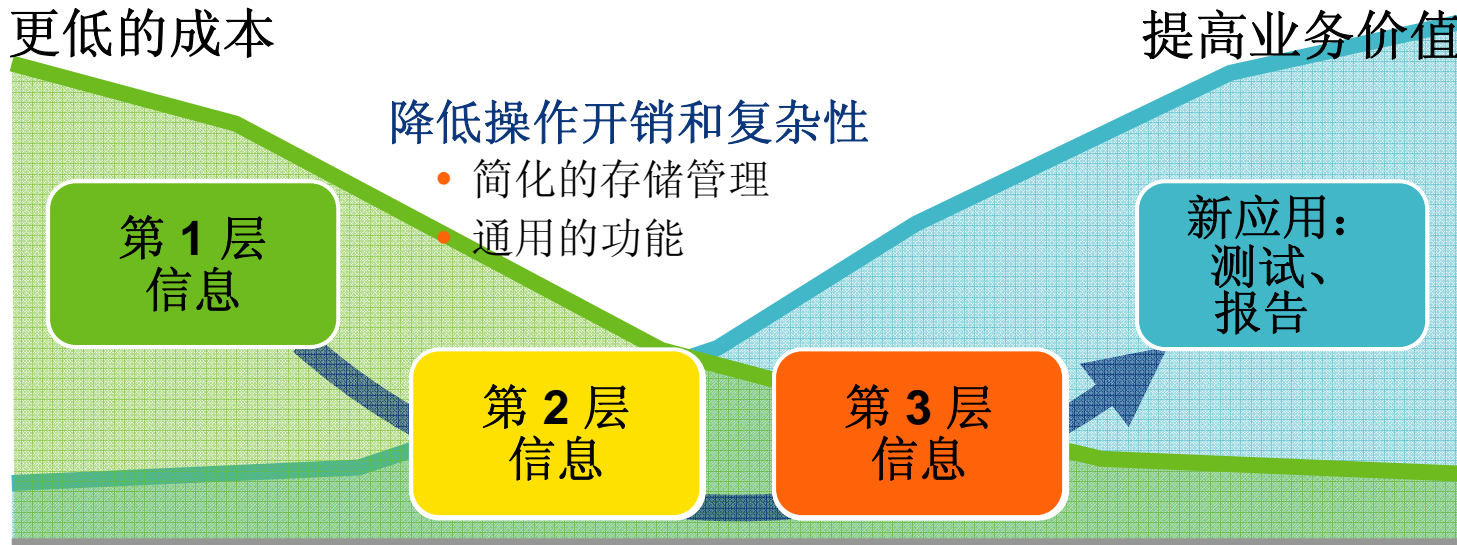 更低的成本
提高业务价值
降低操作开销和复杂性
• 简化的存储管理
• 通用的功能
第 1 层
信息
新应用：
测试、
报告
第 2 层
信息
第 3 层
信息